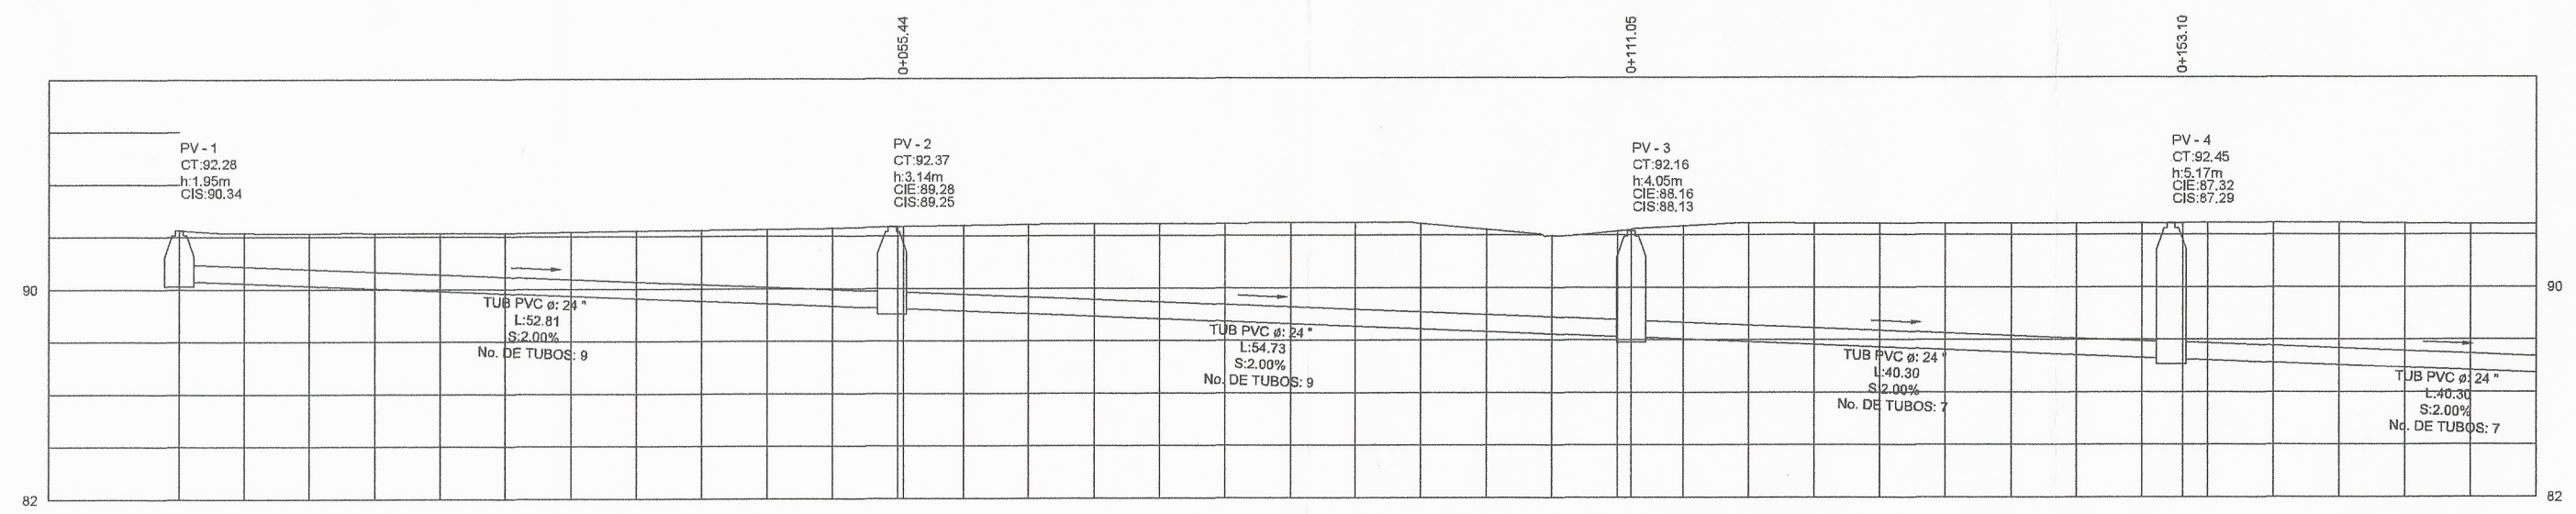 0+055.44
0+111.05
0+153.10
PV - 1
CT:92.28
h:1.95m
CIS:90.34
PV - 2
CT:92.37
h:3.14m
CIE:89.28
CIS:89.25
PV - 3
CT:92.16
h:4.05m
CIE:88.16
CIS:88.13
PV - 4
CT:92.45
h:5.17m
CIE:87.32
CIS:87.29
90
90
TUB PVC ø: 24 "
L:52.81
S:2.00%
No. DE TUBOS: 9
TUB PVC ø: 24 "
L:54.73
S:2.00%
No. DE TUBOS: 9
TUB PVC ø: 24 "
L:40.30
S:2.00%
No. DE TUBOS: 7
TUB PVC ø: 24 "
L:40.30
S:2.00%
No. DE TUBOS: 7
82
82